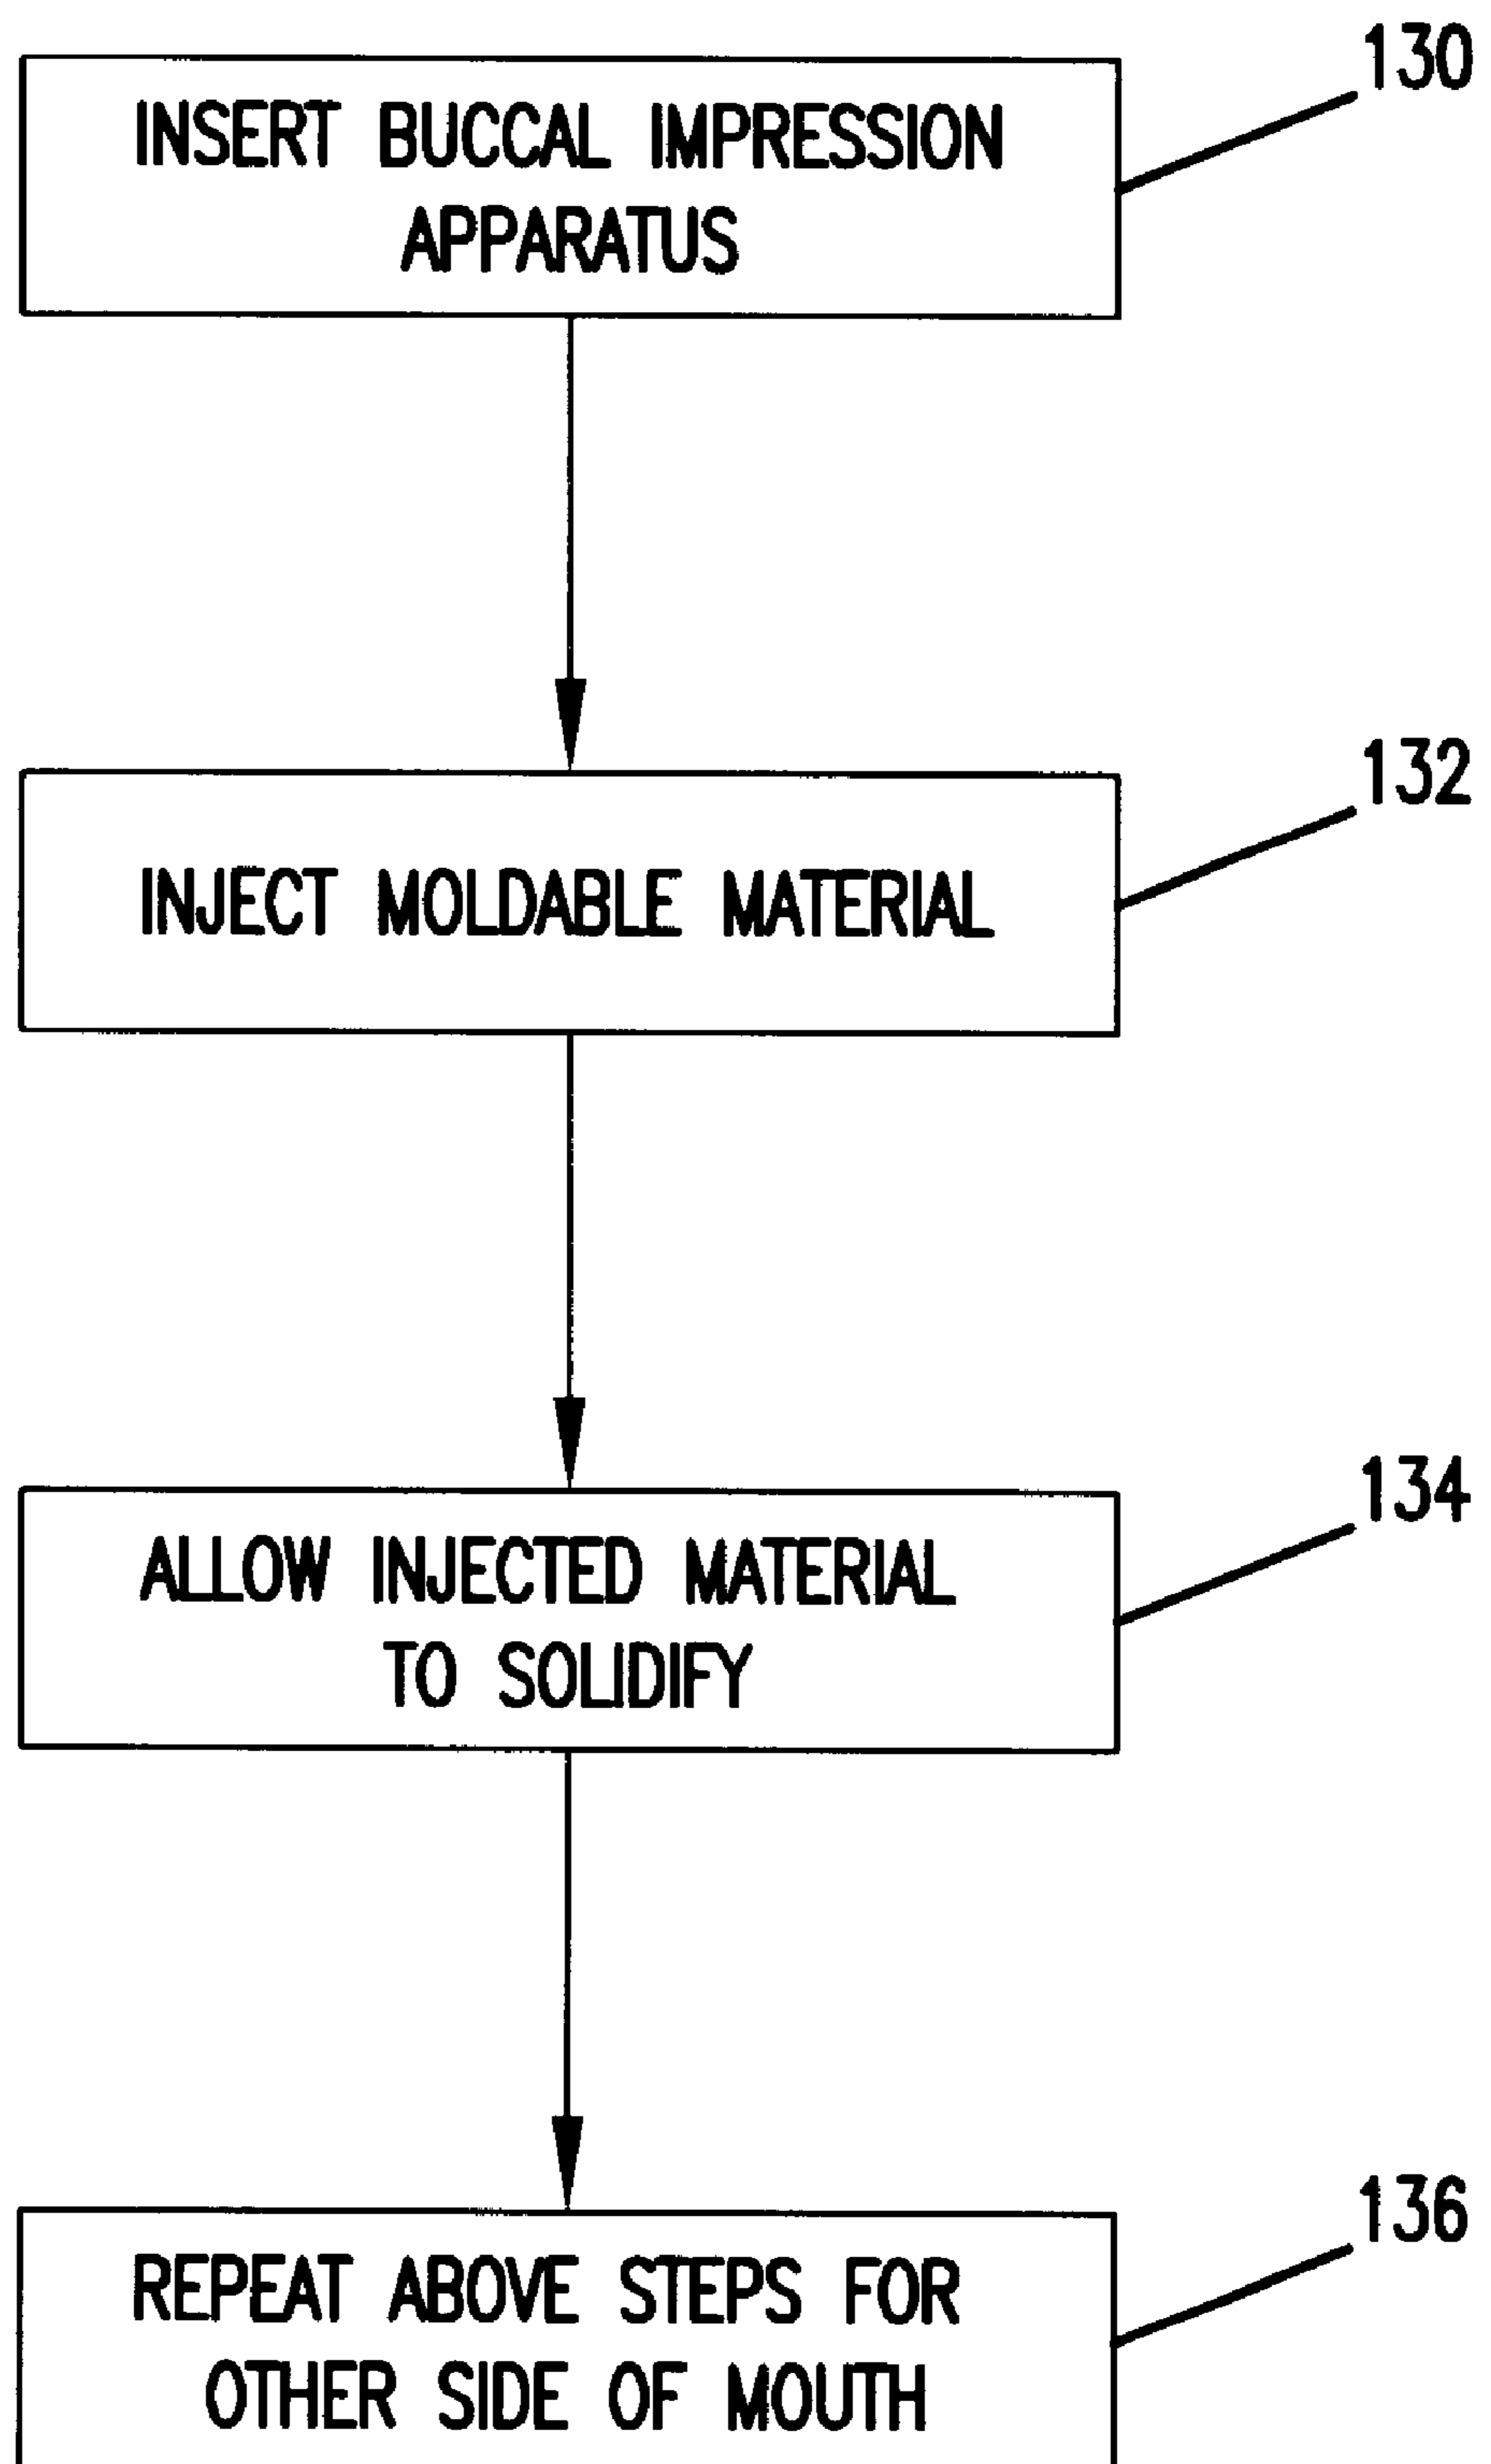 130
INSERT BUCCAL IMPRESSION
APPARATUS
132
INJECT MOLDABLE MATERIAL
134
ALLOW INJECTED MATERIAL
TO SOLIDIFY
136
REPEAT ABOVE STEPS FOR
OTHER SIDE OF MOUTH